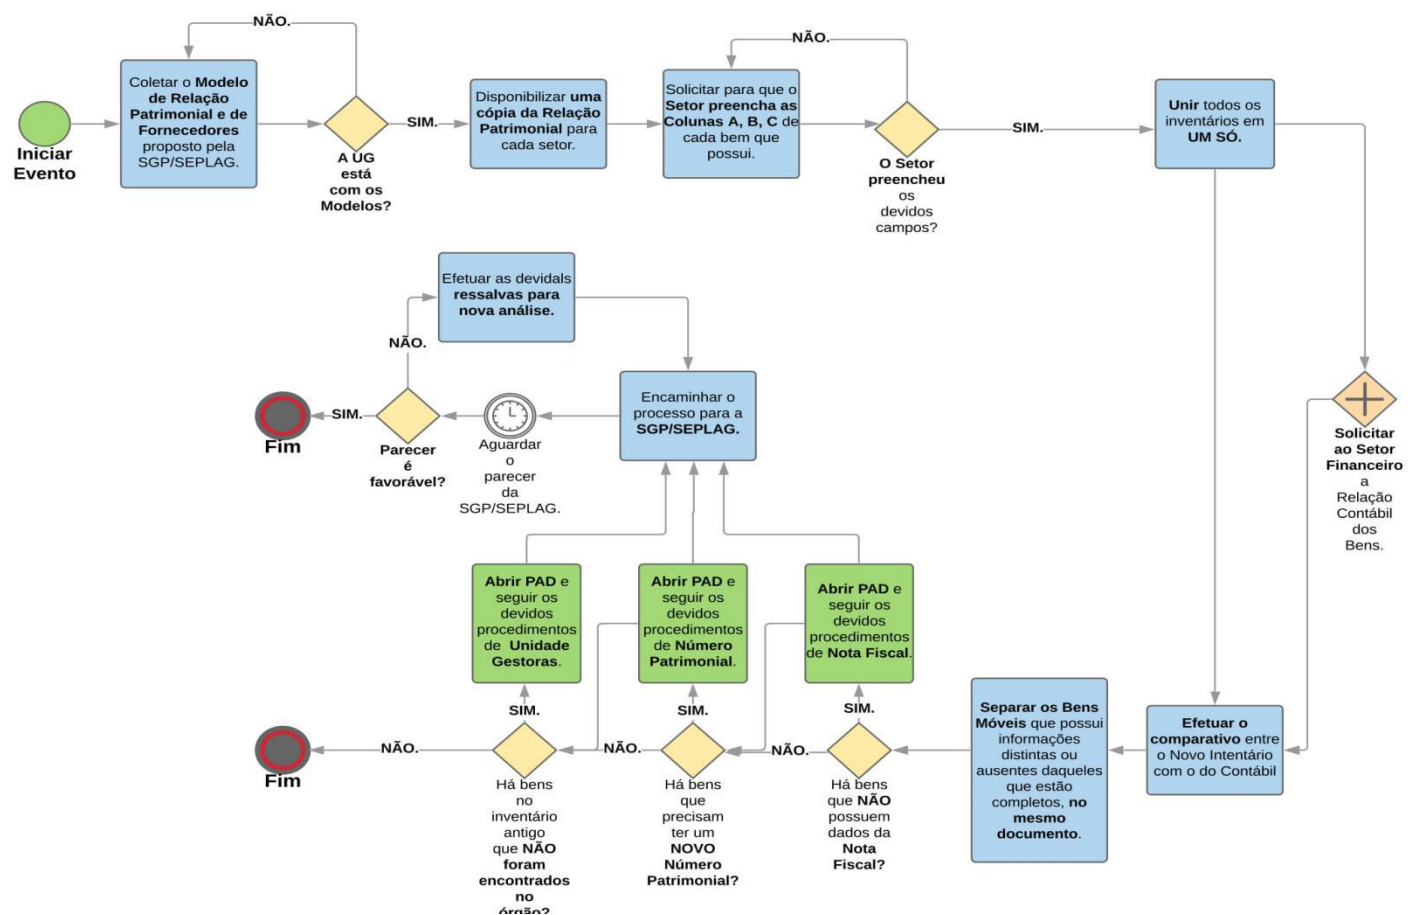 NÃO.
Coletar o Modelo
de Relação
Patrimonial e de
Fornecedores
proposto pela
SGP/SEPLAG.
Iniciar
Evento
A UG
está
com os
Modelos?
SIM.
Disponibilizar uma
cópia da Relação
Patrimonial para
cada setor.
NÃO.
Solicitar para que o
Setor preencha as
Colunas A, B, C de
cada bem que
possui.
O Setor
preencheu os
devidos
campos?
SIM.
Unir todos os
inventários em
UM SÓ.
Solicitar
ao Setor
Financeiro
a
Relação
Contábil
dos
Bens.
Efetuar as devidals
ressalvas para
nova análise.
NÃO.
Encaminhar o
processo para a
SGP/SEPLAG.
SIM.
Fim
Parecer
é
favorável?
Aguardar
o
parecer
da
SGP/SEPLAG.
Abrir PAD e
seguir os
devidos
procedimentos
de Unidade
Gestoras.
Abrir PAD e
seguir os
devidos
procedimentos
de Número
Patrimonial.
Abrir PAD e
seguir os
devidos
procedimentos
de Nota Fiscal.
SIM.
SIM.
SIM.
Separar os Bens
Móveis que possui
informações
distintas ou
ausentes daqueles
que estão
completos, no
mesmo
documento.
Efetuar o
comparativo entre
o Novo Intentário
com o do Contábil
NÃO.
NÃO.
NÃO.
Fim
Há bens
no
inventário
antigo
que NÃO
foram
encontrados
no
órgão?
Há bens
que
precisam
ter um
NOVO
Número
Patrimonial?
Há bens
que NÃO
possuem
dados da
Nota
Fiscal?